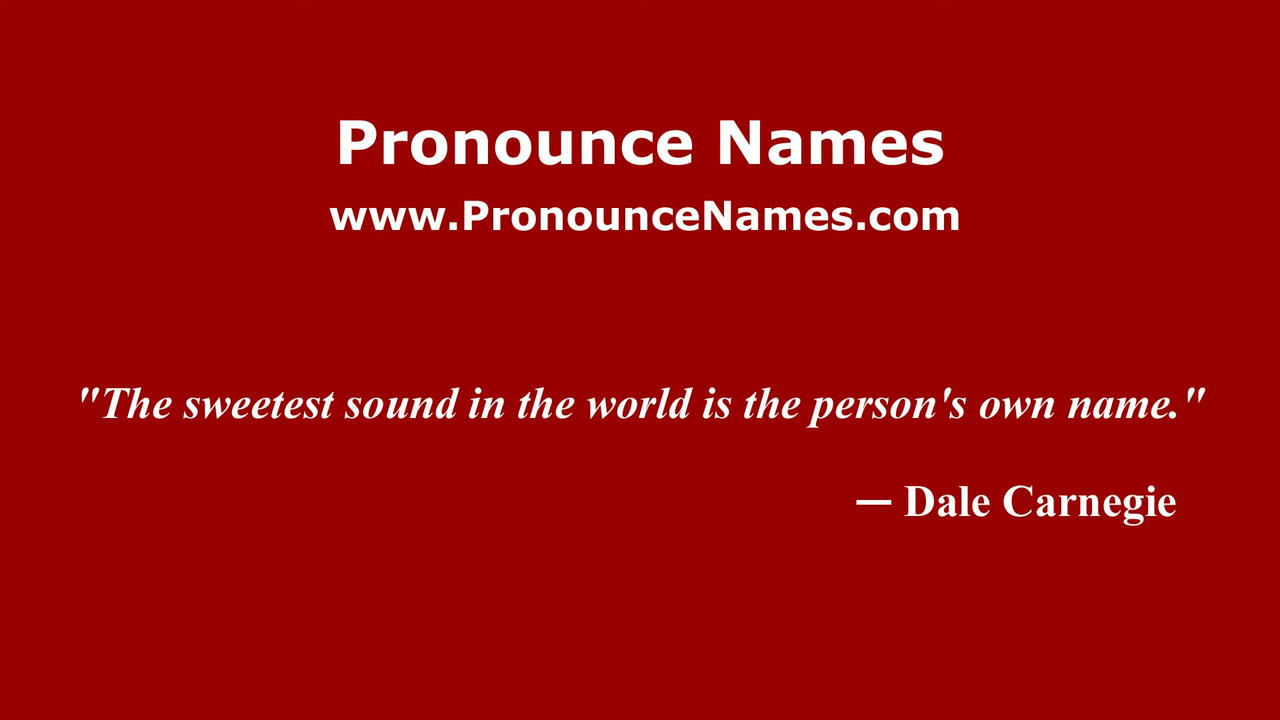 Pronounce Names
www.PronounceNames.com
"The sweetest sound in the world is the person's own name."
— Dale Carnegie